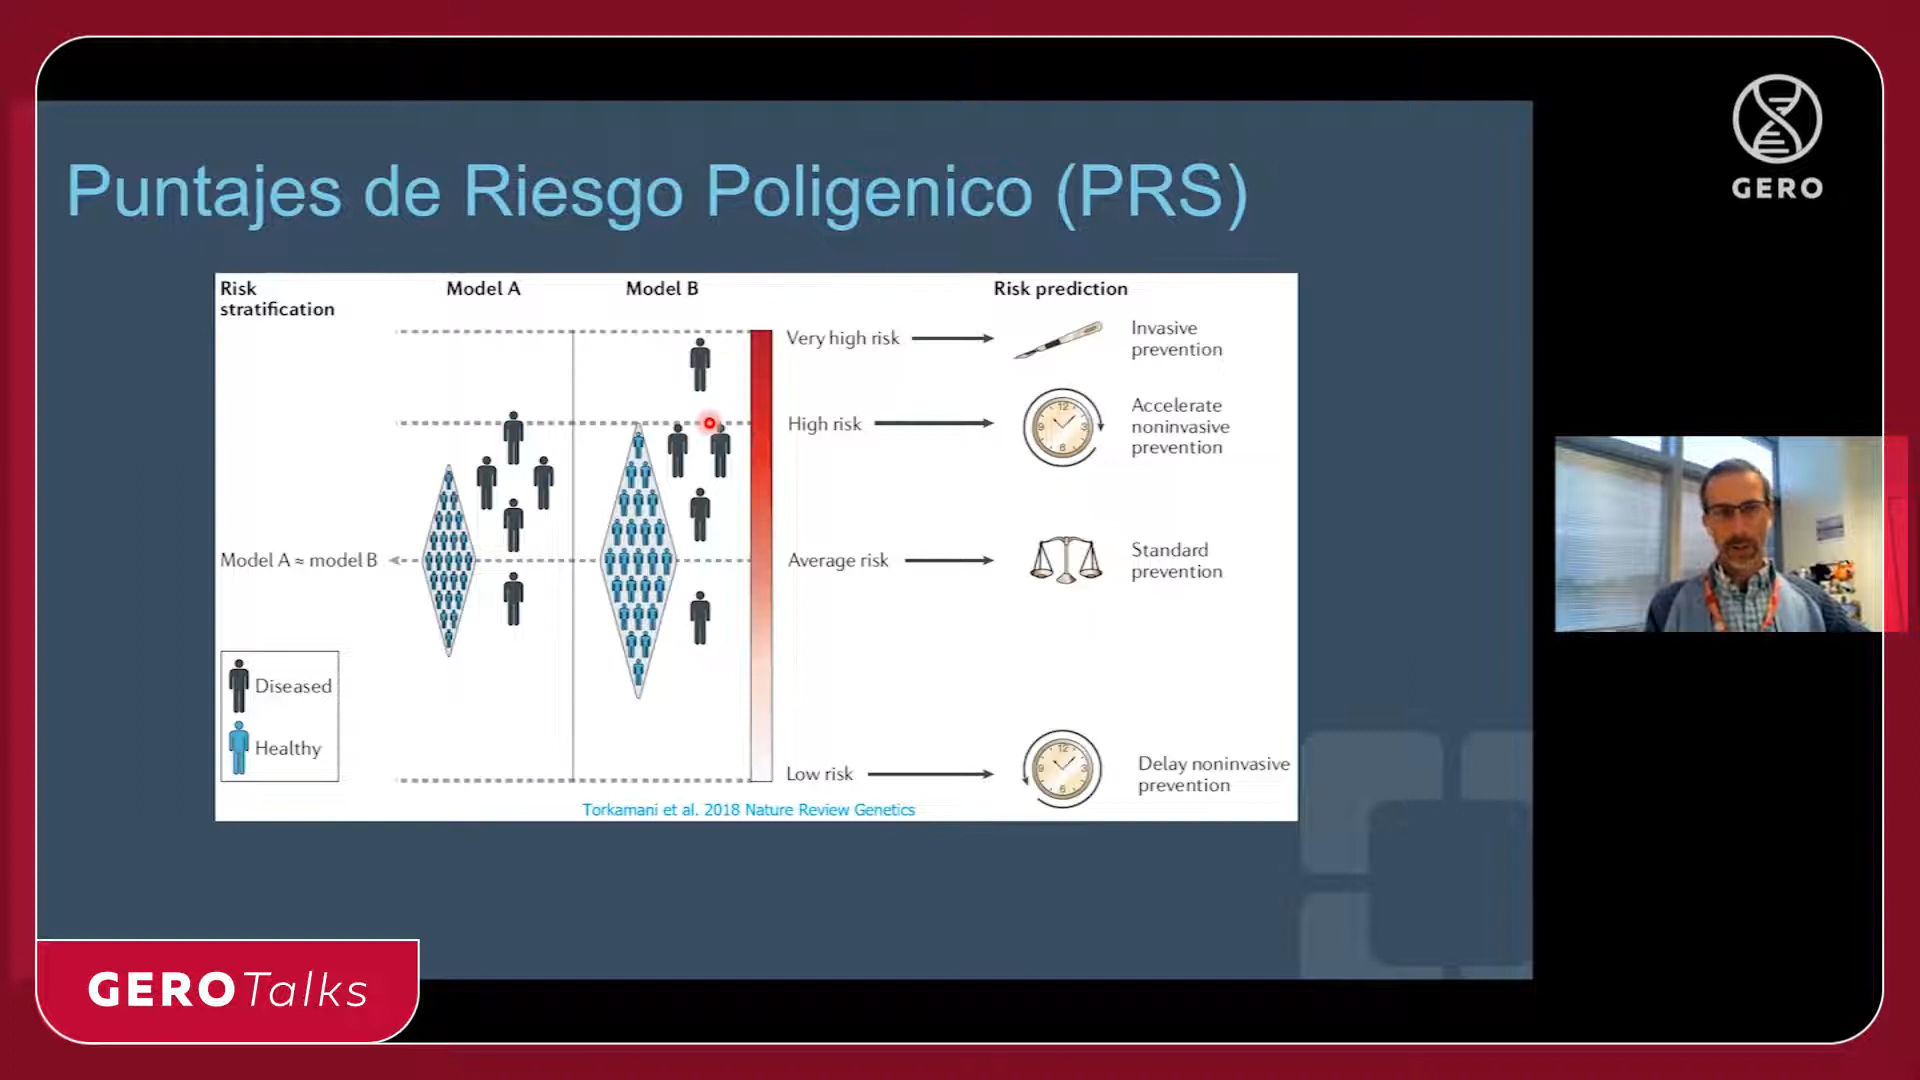 GERO
Puntajes de Riesgo Poligenico (PRS)
Risk
stratification
Model A
Model B
Risk prediction
Very high risk
Invasive
prevention
High risk
Accelerate
noninvasive
prevention
Model A ≈ model B
Average risk
Standard
prevention
Diseased
Healthy
Low risk
Delay noninvasive
prevention
Torkamani et al. 2018 Nature Review Genetics
GERO Talks